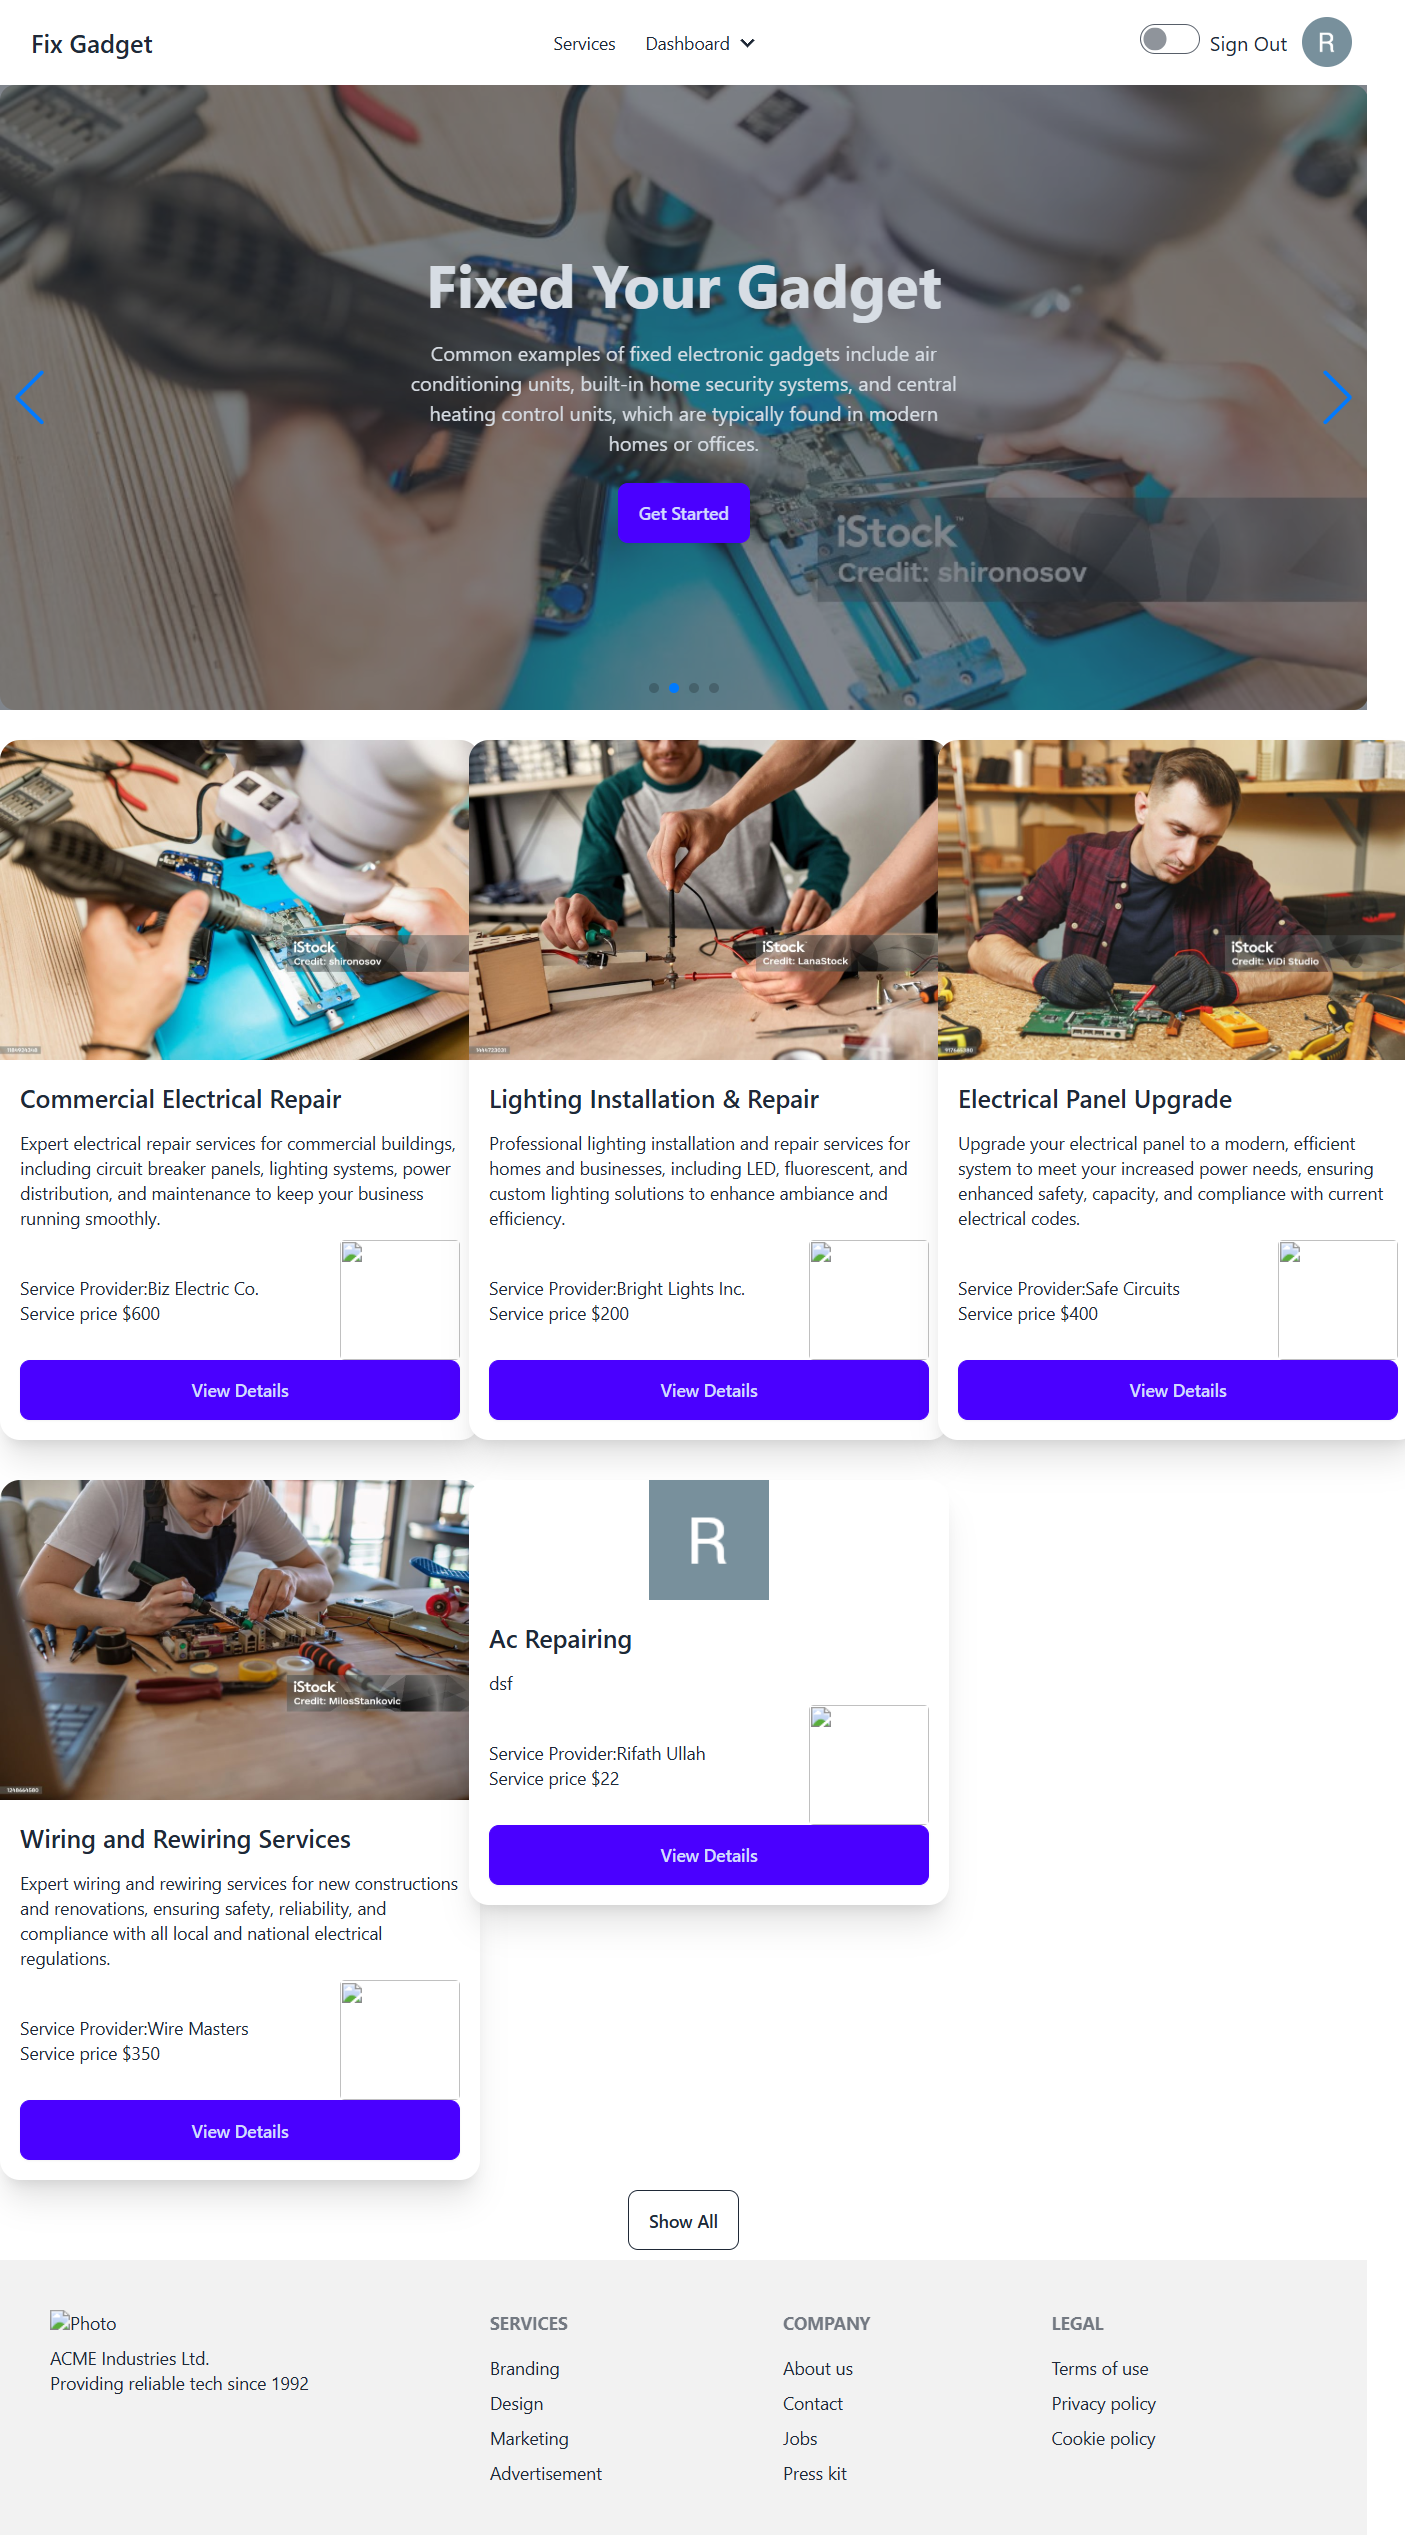 Fix Gadget
Services
Dashboard
Sign Out
R
Fixed Your Gadget
Common examples of fixed electronic gadgets include air
conditioning units, built-in home security systems, and central
heating control units, which are typically found in modern
homes or offices.
Get Started
iStock™
Credit: shironosov
iStock
Credit: shironosov
1184924348
iStock
Credit: LanaStock
iStock
Credit: ViDi Studio
Commercial Electrical Repair
Expert electrical repair services for commercial buildings,
including circuit breaker panels, lighting systems, power
distribution, and maintenance to keep your business
running smoothly.
Service Provider:Biz Electric Co.
Service price $600
View Details
Lighting Installation & Repair
Professional lighting installation and repair services for
homes and businesses, including LED, fluorescent, and
custom lighting solutions to enhance ambiance and
efficiency.
Service Provider:Bright Lights Inc.
Service price $200
View Details
Electrical Panel Upgrade
Upgrade your electrical panel to a modern, efficient
system to meet your increased power needs, ensuring
enhanced safety, capacity, and compliance with current
electrical codes.
Service Provider:Safe Circuits
Service price $400
View Details
iStock
Credit: MilosStankovic
1248664580
Wiring and Rewiring Services
Expert wiring and rewiring services for new constructions
and renovations, ensuring safety, reliability, and
compliance with all local and national electrical
regulations.
Service Provider:Wire Masters
Service price $350
View Details
R
Ac Repairing
dsf
Service Provider:Rifath Ullah
Service price $22
View Details
Show All
Photo
ACME Industries Ltd.
Providing reliable tech since 1992
SERVICES
Branding
Design
Marketing
Advertisement
COMPANY
About us
Contact
Jobs
Press kit
LEGAL
Terms of use
Privacy policy
Cookie policy